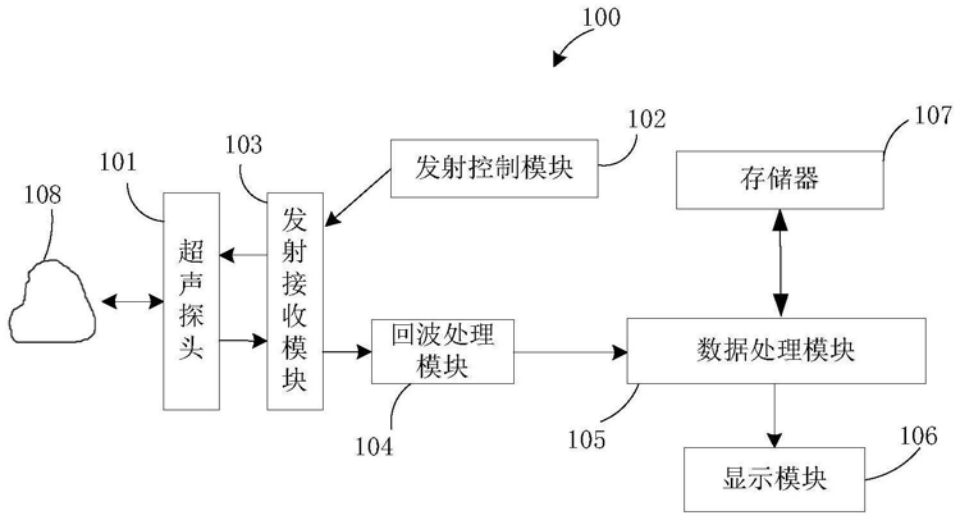 100
102
发射控制模块
107
存储器
103
101
108
超声探头
发射接收模块
回波处理
模块
104
数据处理模块
105
106
显示模块